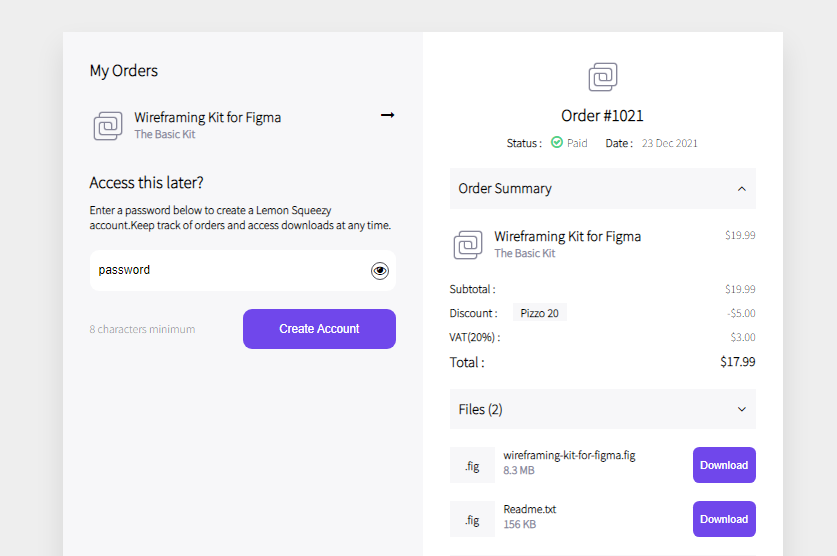 My Orders
Wireframing Kit for Figma
The Basic Kit
Access this later?
Enter a password below to create a Lemon Squeezy
account.Keep track of orders and access downloads at any time.
password
8 characters minimum
Create Account
Order #1021
Status : Paid Date : 23 Dec 2021
Order Summary
Wireframing Kit for Figma $19.99
The Basic Kit
Subtotal : $19.99
Discount : Pizzo 20 -$5.00
VAT(20%) : $3.00
Total : $17.99
Files (2)
.fig
wireframing-kit-for-figma.fig
8.3 MB
Download
.fig
Readme.txt
156 KB
Download